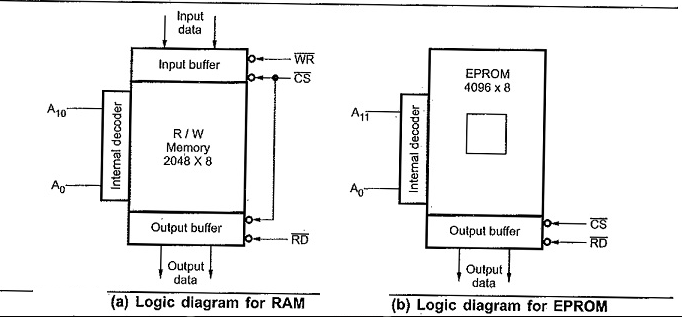 Input
data
Input buffer
WR
CS
A10
A0
Internal decoder
R / W
Memory
2048 X 8
Output buffer
RD
Output
data
(a) Logic diagram for RAM
EPROM
4096 x 8
A11
A0
Internal decoder
Output buffer
CS
RD
Output
data
(b) Logic diagram for EPROM